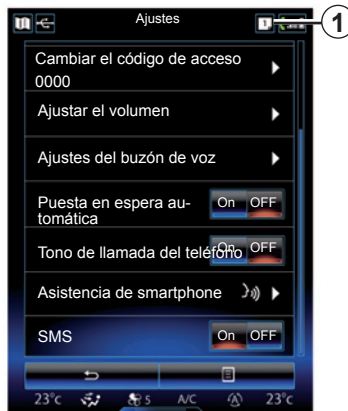 Ajustes
1
1
Cambiar el código de acceso
0000
Ajustar el volumen
Ajustes del buzón de voz
Puesta en espera au-
tomática
On OFF
Tono de llamada del teléfono On OFF
Asistencia de smartphone
SMS On OFF
23°c 5 A/C 23°c